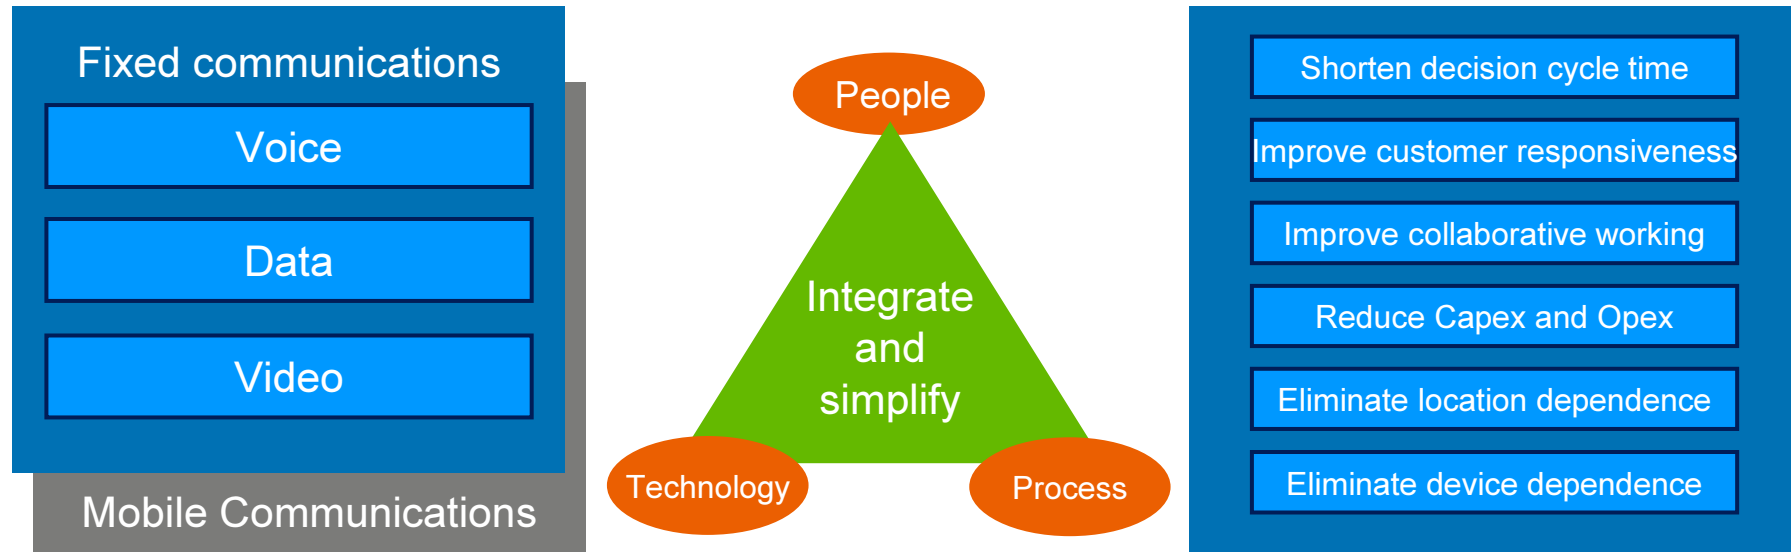 Fixed communications
Voice
Data
Video
Mobile Communications
People
Integrate
and
simplify
Technology
Process
Shorten decision cycle time
Improve customer responsiveness
Improve collaborative working
Reduce Capex and Opex
Eliminate location dependence
Eliminate device dependence